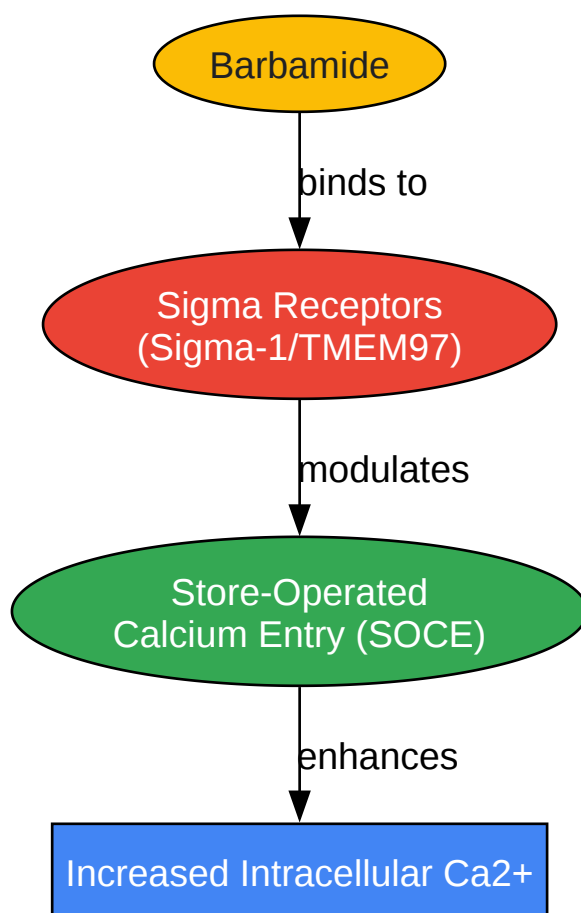 Barbamide
binds to
Sigma Receptors
(Sigma-1/TMEM97)
modulates
Store-Operated
Calcium Entry (SOCE)
enhances
Increased Intracellular Ca2+